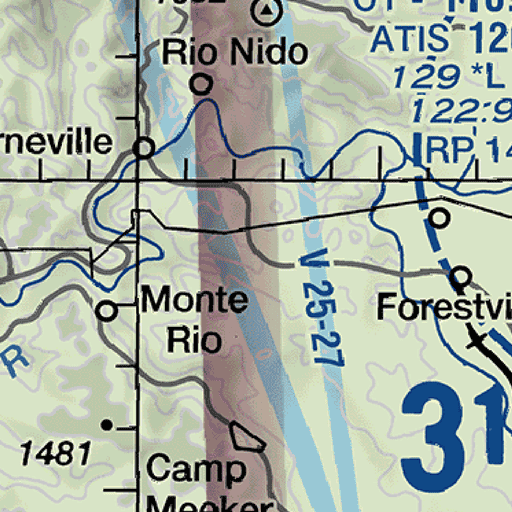 Rio Nido
ATIS 12
129 *L
122.9
RP 14
rneville
V 25-27
Monte
Rio
Forestvi
R
31
1481
Camp
Meeker